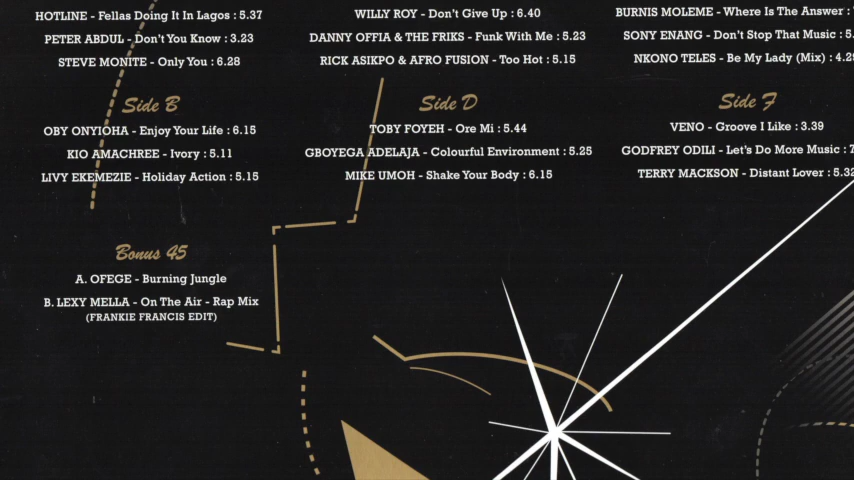 HOTLINE - Fellas Doing It In Lagos : 5.37
PETER ABDUL - Don't You Know : 3.23
STEVE MONITE - Only You : 6.28
Side B
OBY ONYIOHA - Enjoy Your Life : 6.15
KIO AMACHREE - Ivory : 5.11
LIVY EKEMEZIE - Holiday Action : 5.15
Bonus 45
A. OFEGE - Burning Jungle
B. LEXY MELLA - On The Air - Rap Mix
(FRANKIE FRANCIS EDIT)
WILLY ROY - Don't Give Up : 6.40
DANNY OFFIA & THE FRIKS - Funk With Me : 5.23
RICK ASIKPO & AFRO FUSION - Too Hot : 5.15
Side D
TOBY FOYEH - Ore Mi : 5.44
GBOYEGA ADELAJA - Colourful Environment : 5.25
MIKE UMOH - Shake Your Body : 6.15
BURNIS MOLEME - Where Is The Answer :
SONY ENANG - Don't Stop That Music : 5.
NKONO TELES - Be My Lady (Mix) : 4.2
Side F
VENO - Groove I Like : 3.39
GODFREY ODILI - Let's Do More Music : 7
TERRY MACKSON - Distant Lover : 5.32